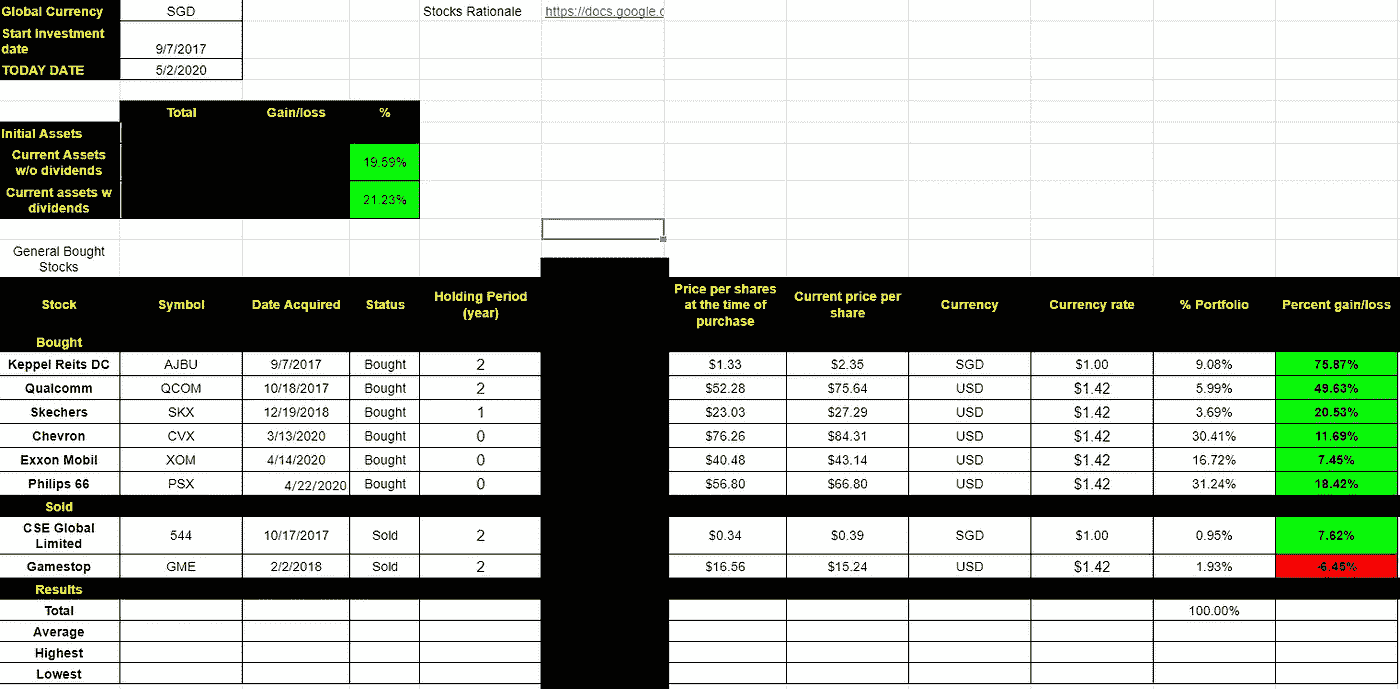 Global Currency SGD Stocks Rationale https://docs.google.c
Start investment
date 9/7/2017
TODAY DATE 5/2/2020
Total Gain/loss %
Initial Assets
Current Assets
w/o dividends 19.59%
Current assets w
dividends 21.23%
General Bought
Stocks
Stock Symbol Date Acquired Status Holding Period
(year) Price per shares
at the time of
purchase Current price per
share Currency Currency rate % Portfolio Percent gain/loss
Bought
Keppel Reits DC AJBU 9/7/2017 Bought 2 $1.33 $2.35 SGD $1.00 9.08% 75.87%
Qualcomm QCOM 10/18/2017 Bought 2 $52.28 $75.64 USD $1.42 5.99% 49.63%
Skechers SKX 12/19/2018 Bought 1 $23.03 $27.29 USD $1.42 3.69% 20.53%
Chevron CVX 3/13/2020 Bought 0 $76.26 $84.31 USD $1.42 30.41% 11.69%
Exxon Mobil XOM 4/14/2020 Bought 0 $40.48 $43.14 USD $1.42 16.72% 7.45%
Philips 66 PSX 4/22/2020 Bought 0 $56.80 $66.80 USD $1.42 31.24% 18.42%
Sold
CSE Global
Limited 544 10/17/2017 Sold 2 $0.34 $0.39 SGD $1.00 0.95% 7.62%
Gamestop GME 2/2/2018 Sold 2 $16.56 $15.24 USD $1.42 1.93% -6.45%
Results
Total 100.00%
Average
Highest
Lowest